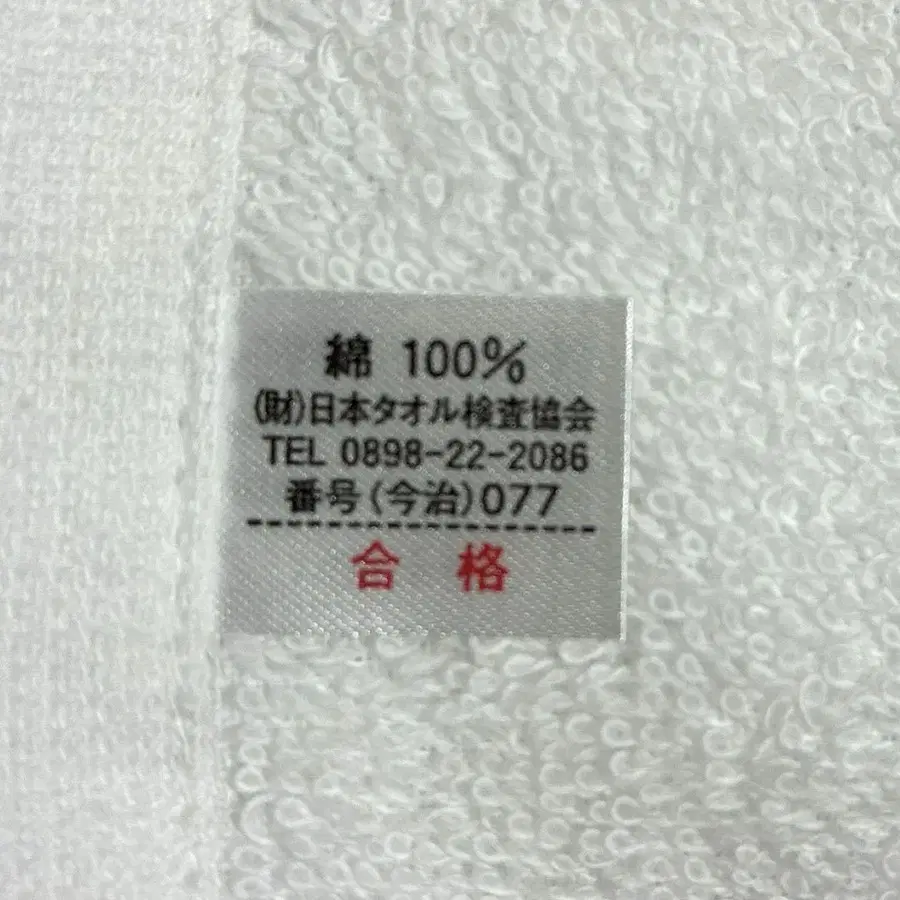 綿 100%
(財)日本タオル検査協会
TEL 0898-22-2086
番号(今治)077
合 格